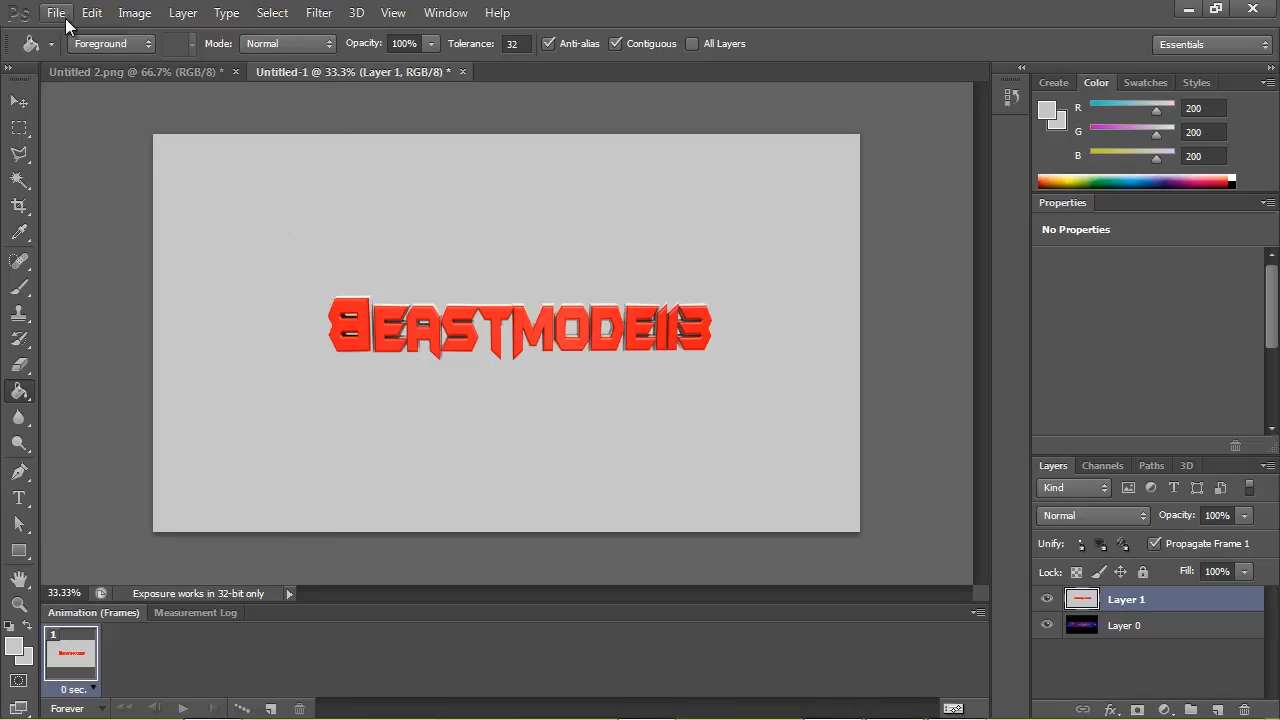 Ps File Edit Image Layer Type Select Filter 3D View Window Help
Foreground Mode: Normal Opacity: 100% Tolerance: 32 Anti-alias Contiguous All Layers Essentials
Untitled 2.png @ 66.7% (RGB/8) * × Untitled-1 @ 33.3% (Layer 1, RGB/8) * ×
Create Color Swatches Styles
R 200
G 200
B 200
Properties
No Properties
BEASTMODE113
Layers Channels Paths 3D
Kind
Normal Opacity: 100%
Unify: Propagate Frame 1
Lock: Fill: 100%
Layer 1
Layer 0
33.33% Exposure works in 32-bit only
Animation (Frames) Measurement Log
1
0 sec.
Forever